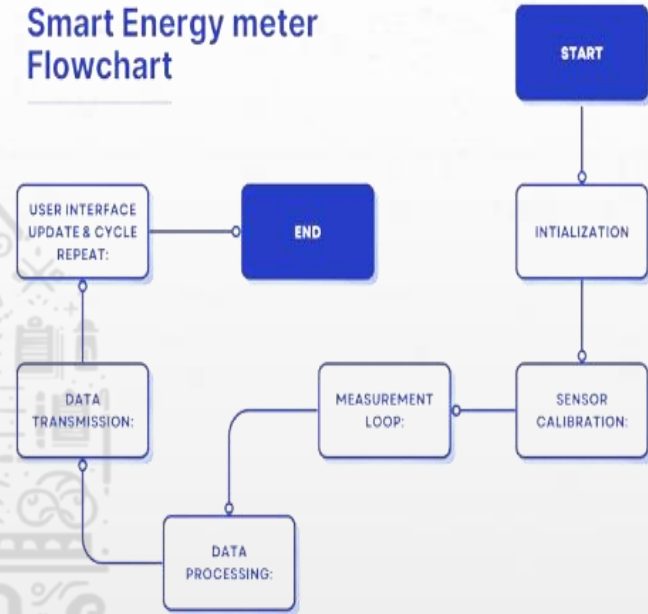 Smart Energy meter
Flowchart
START
INTIALIZATION
SENSOR
CALIBRATION:
MEASUREMENT
LOOP:
DATA
PROCESSING:
DATA
TRANSMISSION:
USER INTERFACE
UPDATE & CYCLE
REPEAT:
END